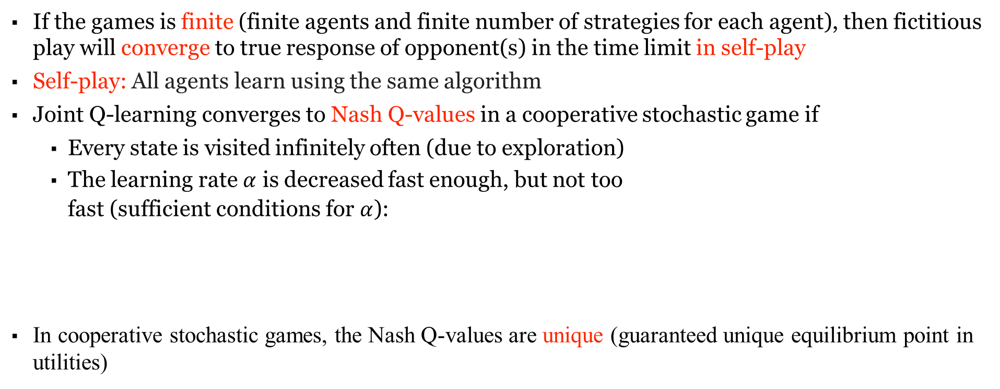 ▪ If the games is finite (finite agents and finite number of strategies for each agent), then fictitious
play will converge to true response of opponent(s) in the time limit in self-play
▪ Self-play: All agents learn using the same algorithm
▪ Joint Q-learning converges to Nash Q-values in a cooperative stochastic game if
▪ Every state is visited infinitely often (due to exploration)
▪ The learning rate 𝛼 is decreased fast enough, but not too
fast (sufficient conditions for 𝛼):
▪ In cooperative stochastic games, the Nash Q-values are unique (guaranteed unique equilibrium point in
utilities)